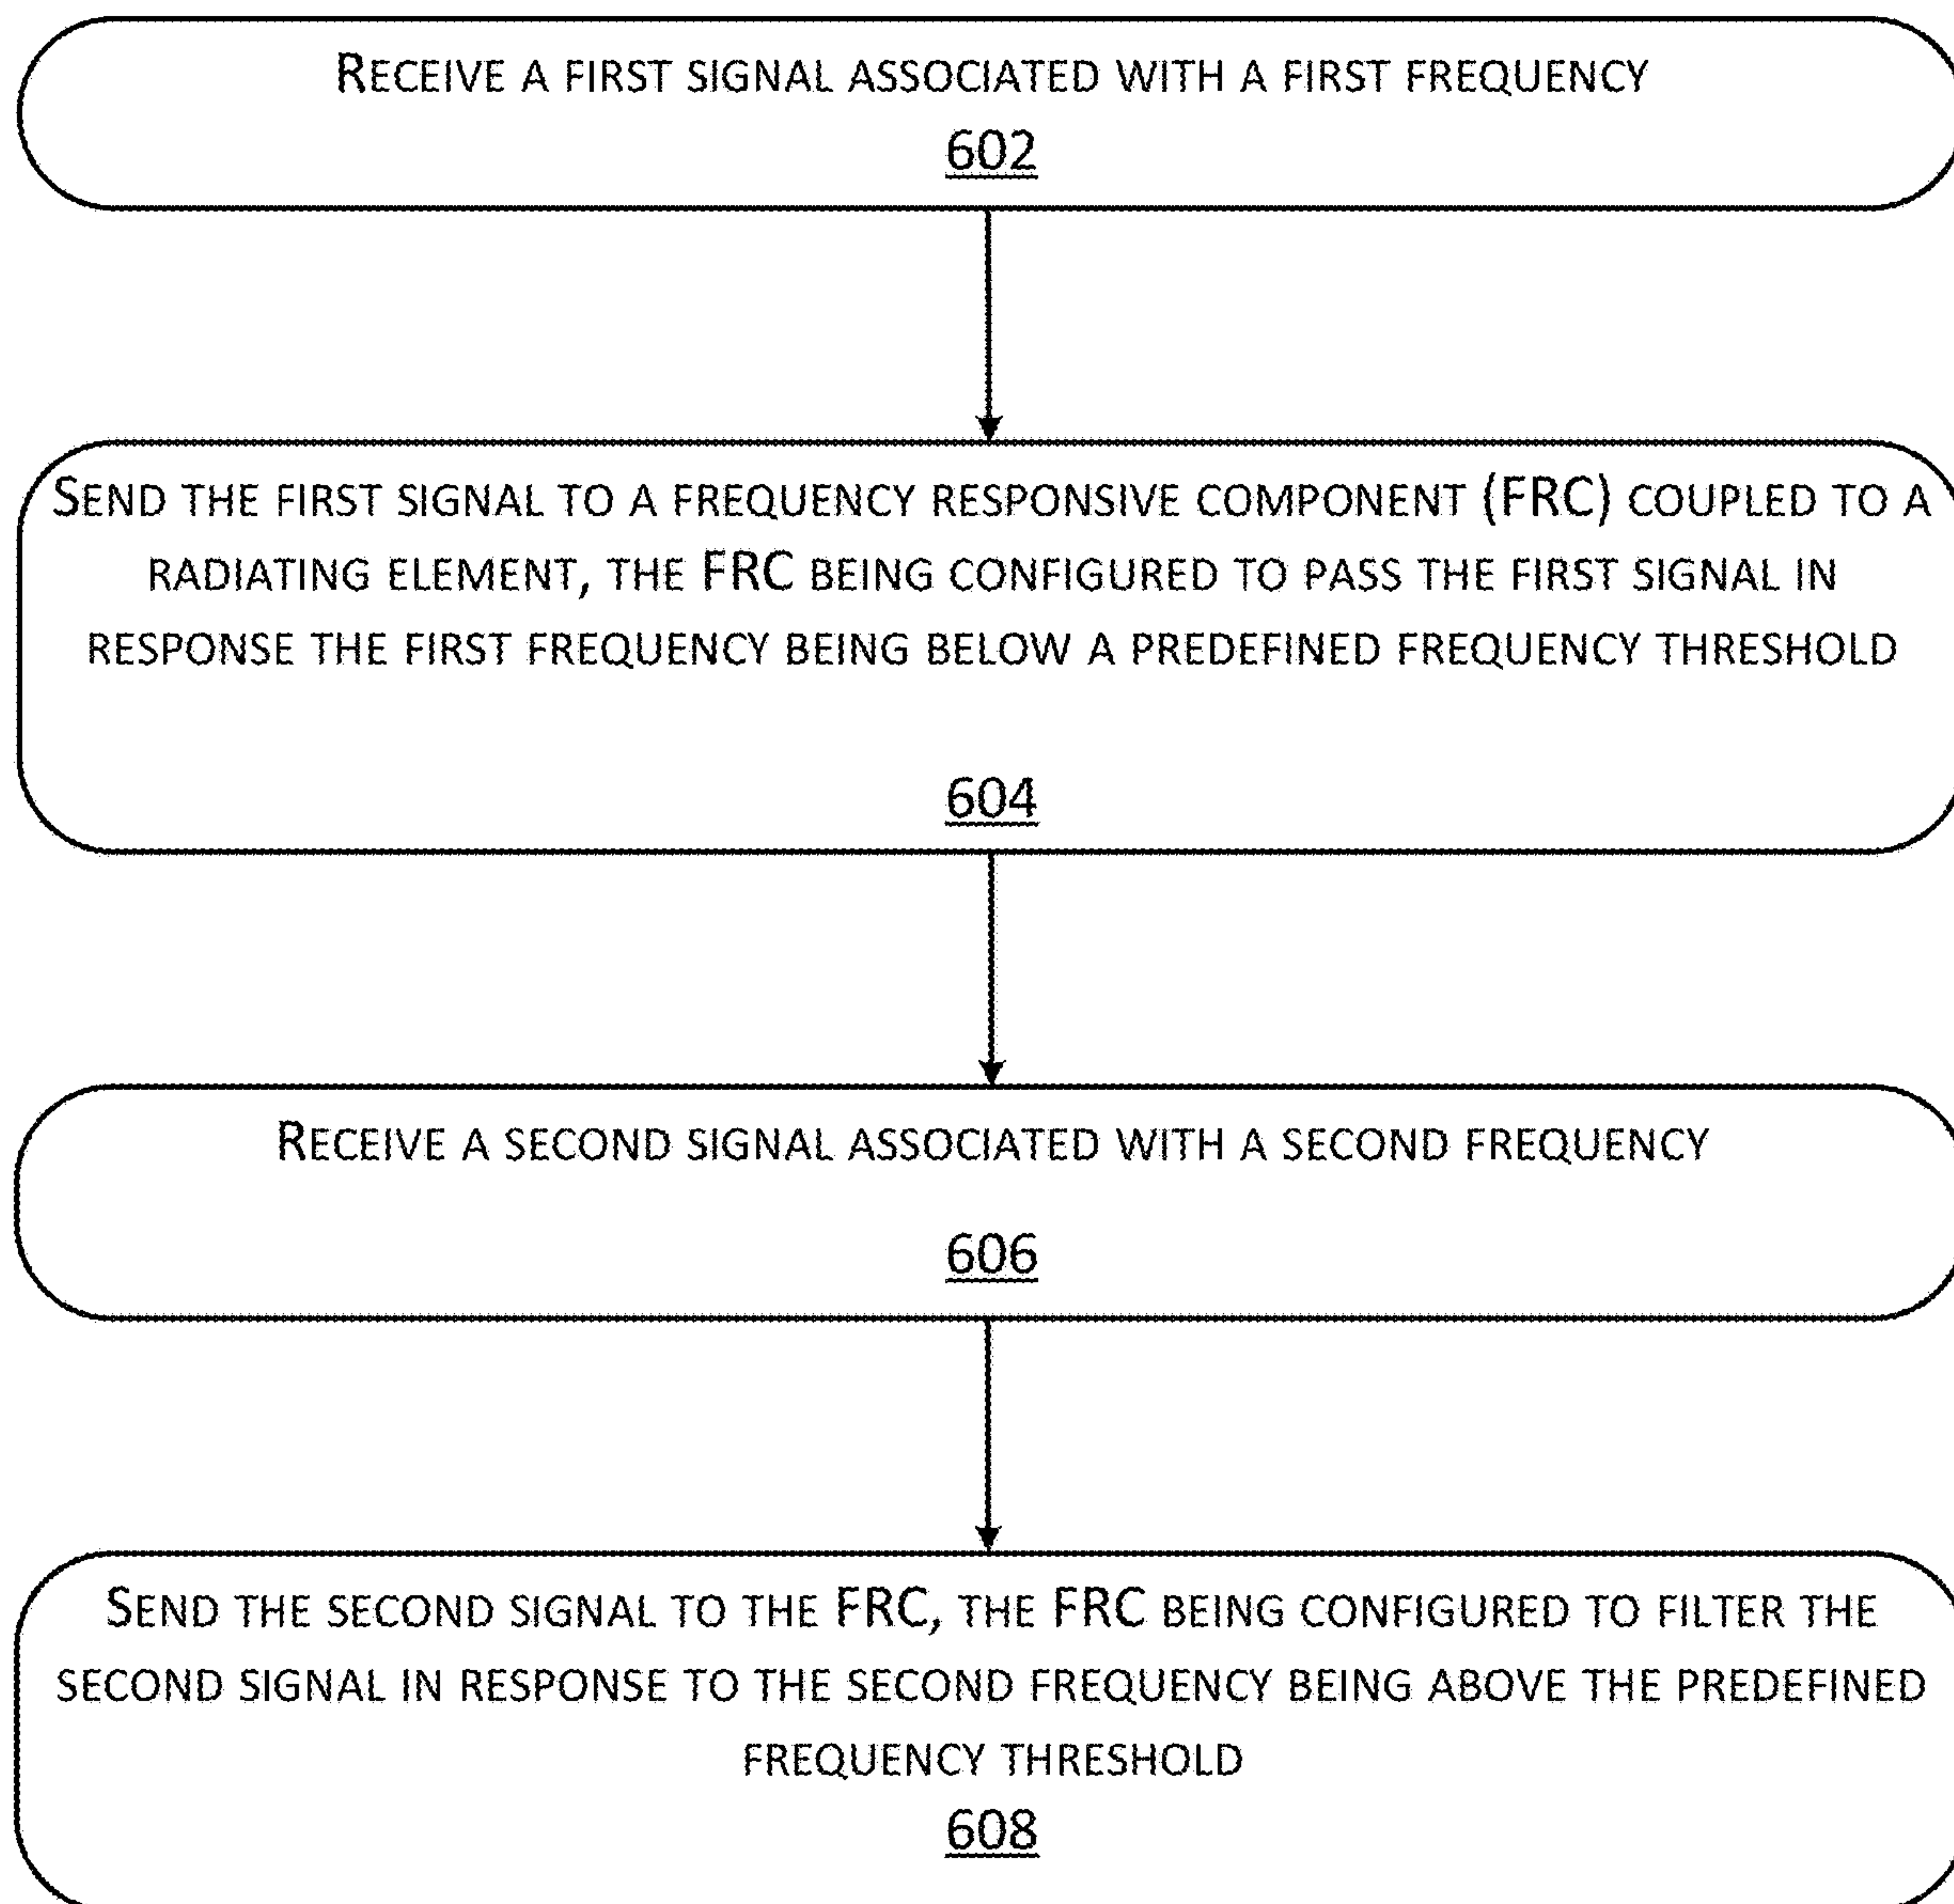 RECEIVE A FIRST SIGNAL ASSOCIATED WITH A FIRST FREQUENCY
602
SEND THE FIRST SIGNAL TO A FREQUENCY RESPONSIVE COMPONENT (FRC) COUPLED TO A
RADIATING ELEMENT, THE FRC BEING CONFIGURED TO PASS THE FIRST SIGNAL IN
RESPONSE THE FIRST FREQUENCY BEING BELOW A PREDEFINED FREQUENCY THRESHOLD
604
RECEIVE A SECOND SIGNAL ASSOCIATED WITH A SECOND FREQUENCY
606
SEND THE SECOND SIGNAL TO THE FRC, THE FRC BEING CONFIGURED TO FILTER THE
SECOND SIGNAL IN RESPONSE TO THE SECOND FREQUENCY BEING ABOVE THE PREDEFINED
FREQUENCY THRESHOLD
608